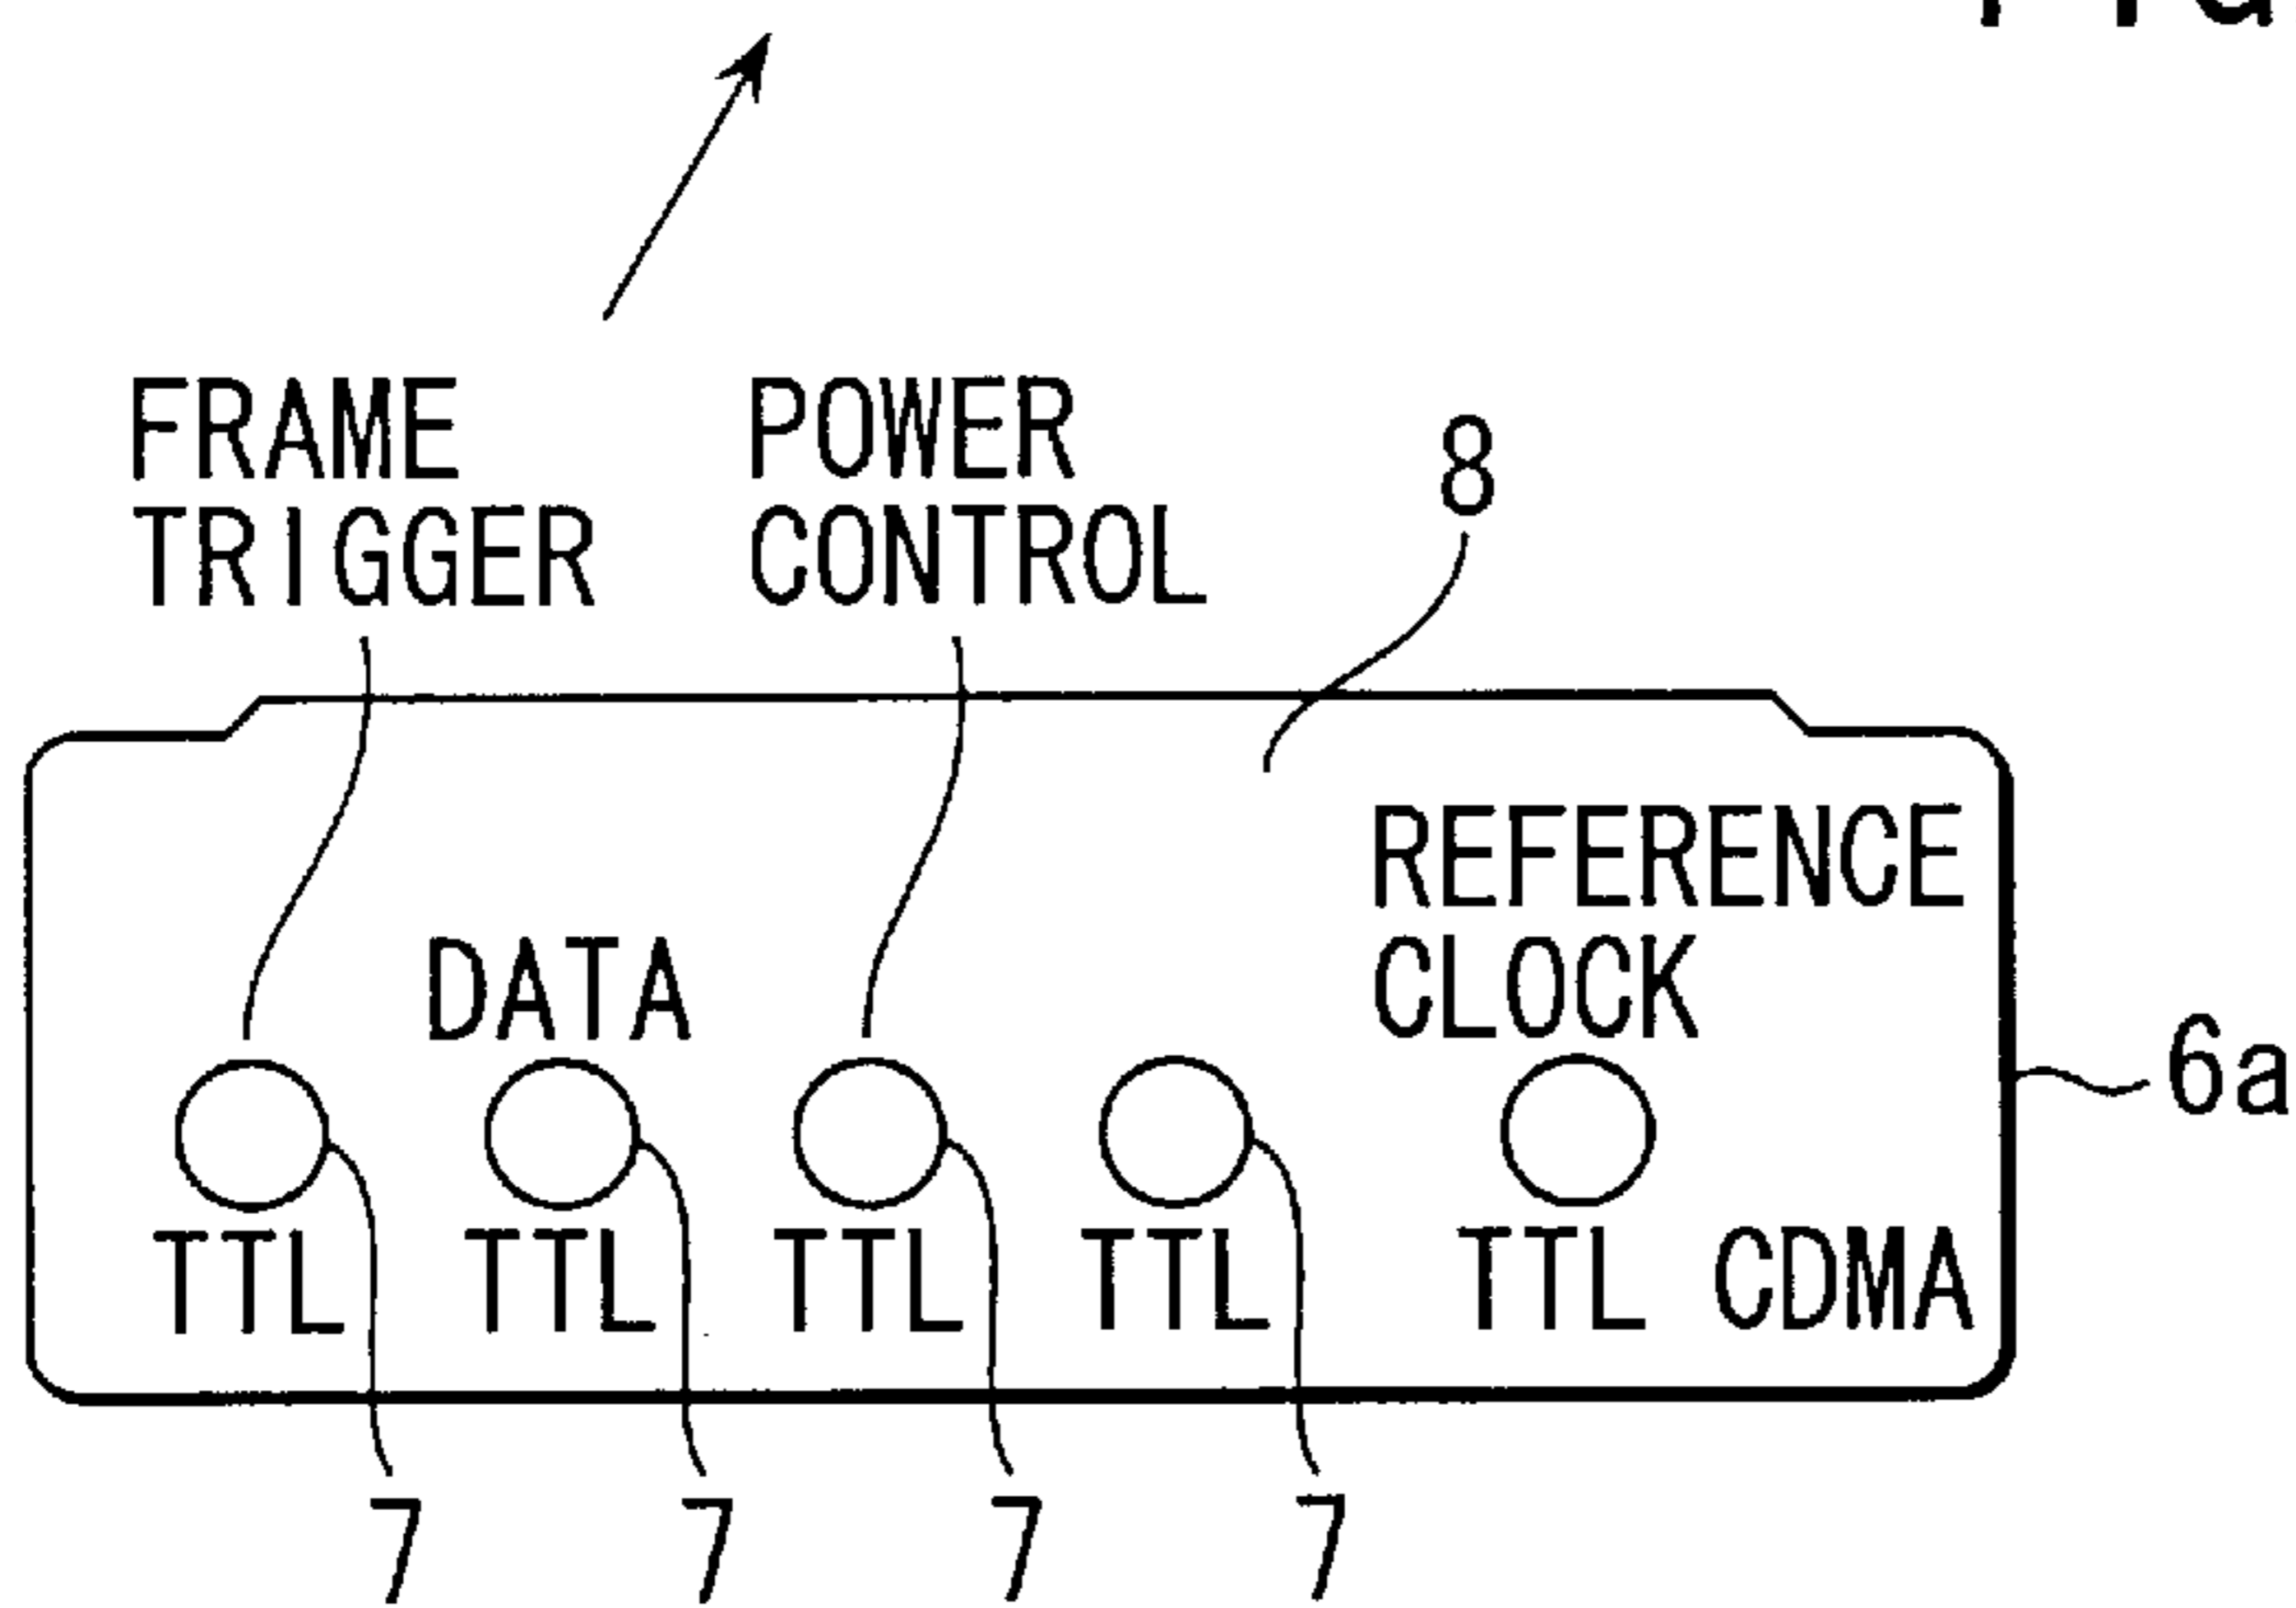 FRAME
TRIGGER
POWER
CONTROL
8
REFERENCE
CLOCK
DATA
6a
TTL TTL TTL TTL TTL CDMA
7 7 7 7